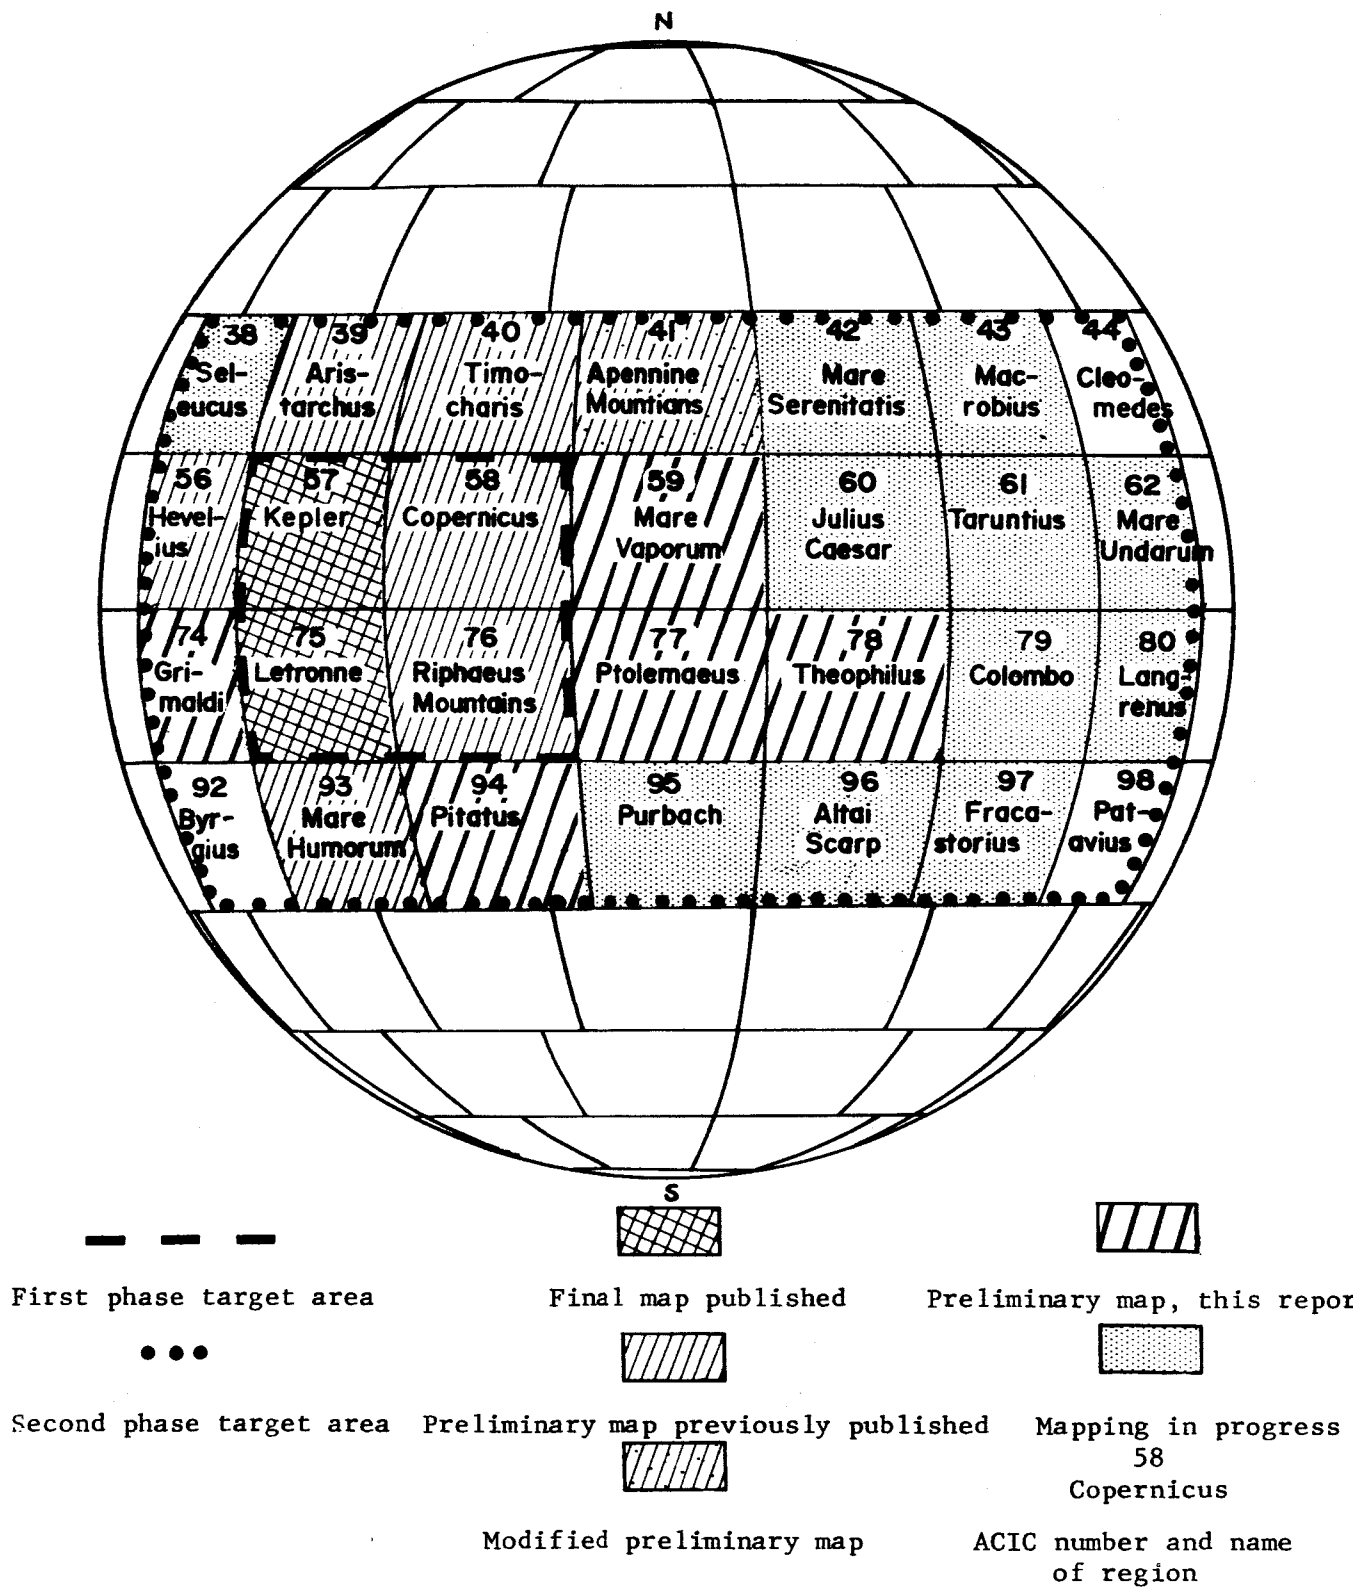 N
38
Sel-
eucus
39
Aris-
tarchus
40
Timo-
charis
41
Apennine
Mountians
42
Mare
Serenitatis
43
Mac-
robius
44
Cleo-
medes
56
Hevel-
ius
57
Kepler
58
Copernicus
59
Mare
Vaporum
60
Julius
Caesar
61
Taruntius
62
Mare
Undarum
74
Gri-
maldi
75
Letronne
76
Riphaeus
Mountains
77
Ptolemaeus
78
Theophilus
79
Colombo
80
Lang-
renus
92
Byr-
gius
93
Mare
Humorum
94
Pitatus
95
Purbach
96
Altai
Scarp
97
Fraca-
storius
98
Pat-
avius
S
First phase target area
Second phase target area
Final map published
Preliminary map previously published
Modified preliminary map
Preliminary map, this repor
Mapping in progress
58
Copernicus
ACIC number and name
of region